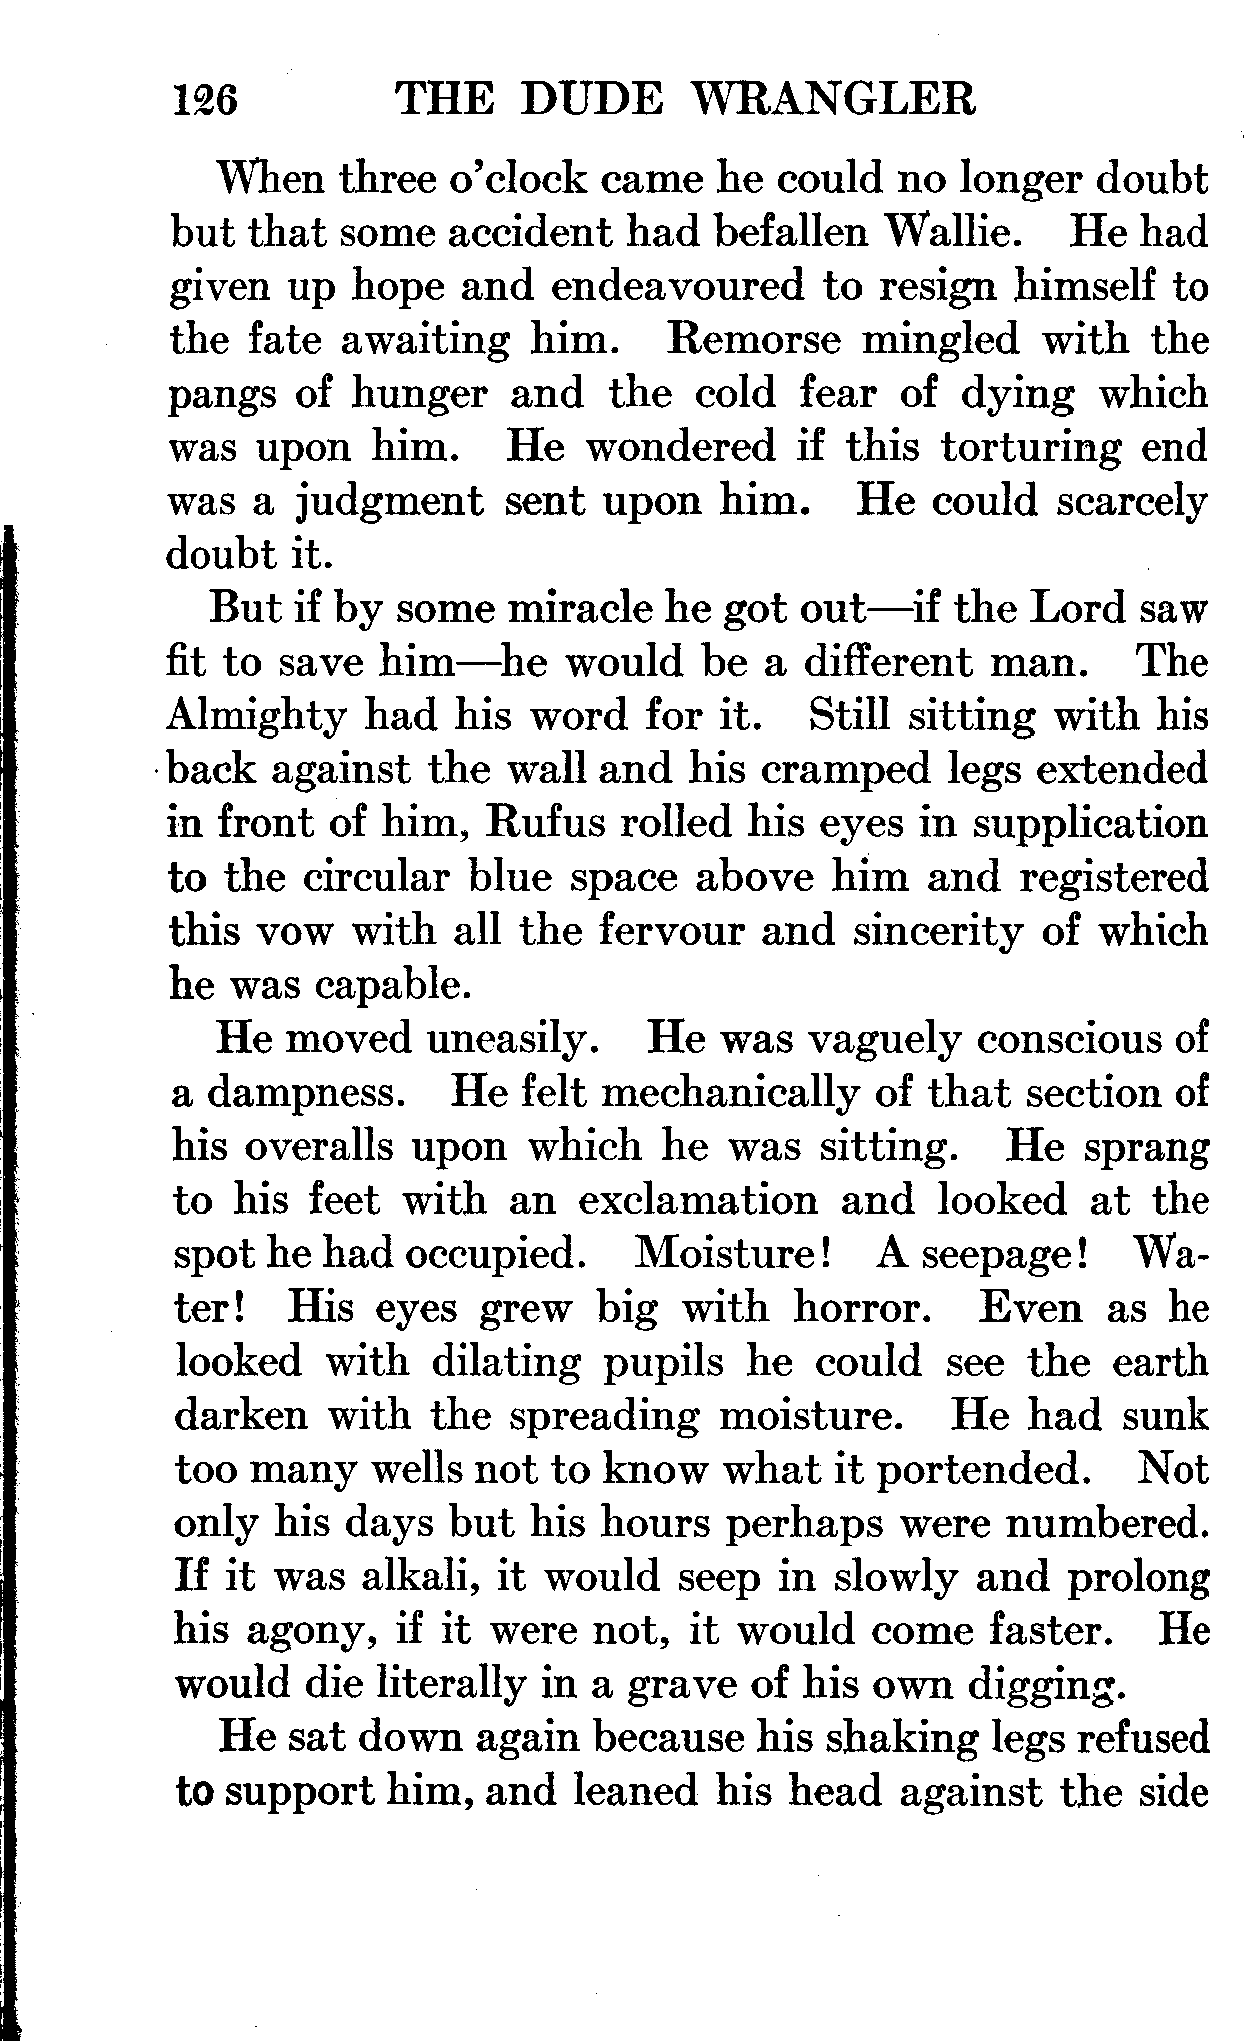 126 THE DUDE WRANGLER
When three o'clock came he could no longer doubt
but that some accident had befallen Wallie. He had
given up hope and endeavoured to resign himself to
the fate awaiting him. Remorse mingled with the
pangs of hunger and the cold fear of dying which
was upon him. He wondered if this torturing end
was a judgment sent upon him. He could scarcely
doubt it.
But if by some miracle he got out—if the Lord saw
fit to save him—he would be a different man. The
Almighty had his word for it. Still sitting with his
back against the wall and his cramped legs extended
in front of him, Rufus rolled his eyes in supplication
to the circular blue space above him and registered
this vow with all the fervour and sincerity of which
he was capable.
He moved uneasily. He was vaguely conscious of
a dampness. He felt mechanically of that section of
his overalls upon which he was sitting. He sprang
to his feet with an exclamation and looked at the
spot he had occupied. Moisture! A seepage! Wa-
ter! His eyes grew big with horror. Even as he
looked with dilating pupils he could see the earth
darken with the spreading moisture. He had sunk
too many wells not to know what it portended. Not
only his days but his hours perhaps were numbered.
If it was alkali, it would seep in slowly and prolong
his agony, if it were not, it would come faster. He
would die literally in a grave of his own digging.
He sat down again because his shaking legs refused
to support him, and leaned his head against the side